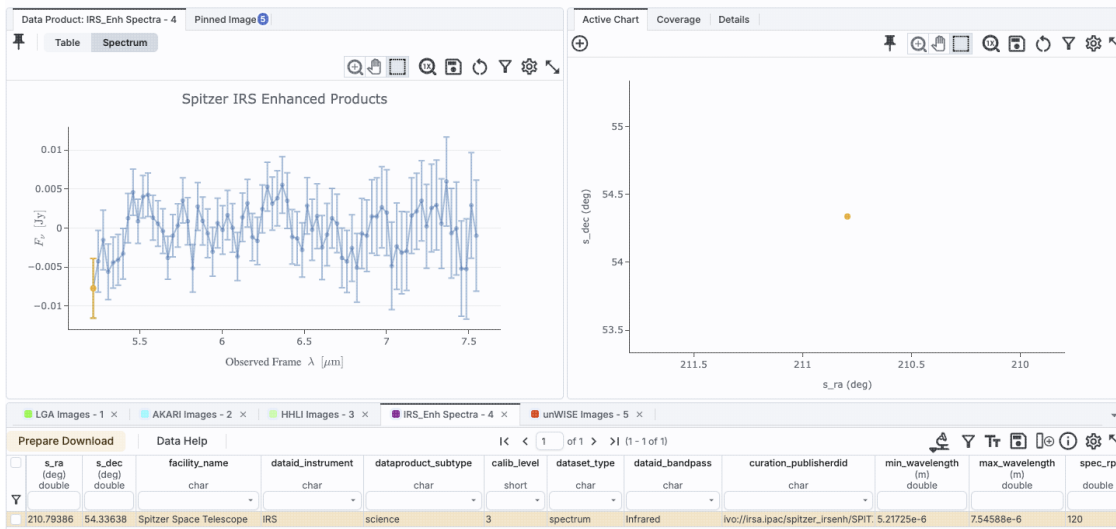 Data Product: IRS_Enh Spectra - 4 Pinned Image 5
Table Spectrum
1X
Spitzer IRS Enhanced Products
0.01
0.005
0
−0.005
−0.01
Fν [Jy]
5.5 6 6.5 7 7.5
Observed Frame λ [μm]
Active Chart Coverage Details
1X
55
54.5
54
53.5
s_dec (deg)
211.5 211 210.5 210
s_ra (deg)
LGA Images - 1 × AKARI Images - 2 × HHLI Images - 3 × IRS_Enh Spectra - 4 × unWISE Images - 5 ×
Prepare Download Data Help 1 of 1 (1 - 1 of 1)
s_ra s_dec facility_name dataid_instrument dataproduct_subtype calib_level dataset_type dataid_bandpass curation_publisherdid min_wavelength max_wavelength spec_rp
(deg) (deg) (m) (m)
double double char char char short char char char double double double
210.79386 54.33638 Spitzer Space Telescope IRS science 3 spectrum Infrared ivo://irsa.ipac/spitzer_irsenh/SPIT. 5.21725e-6 7.54588e-6 120